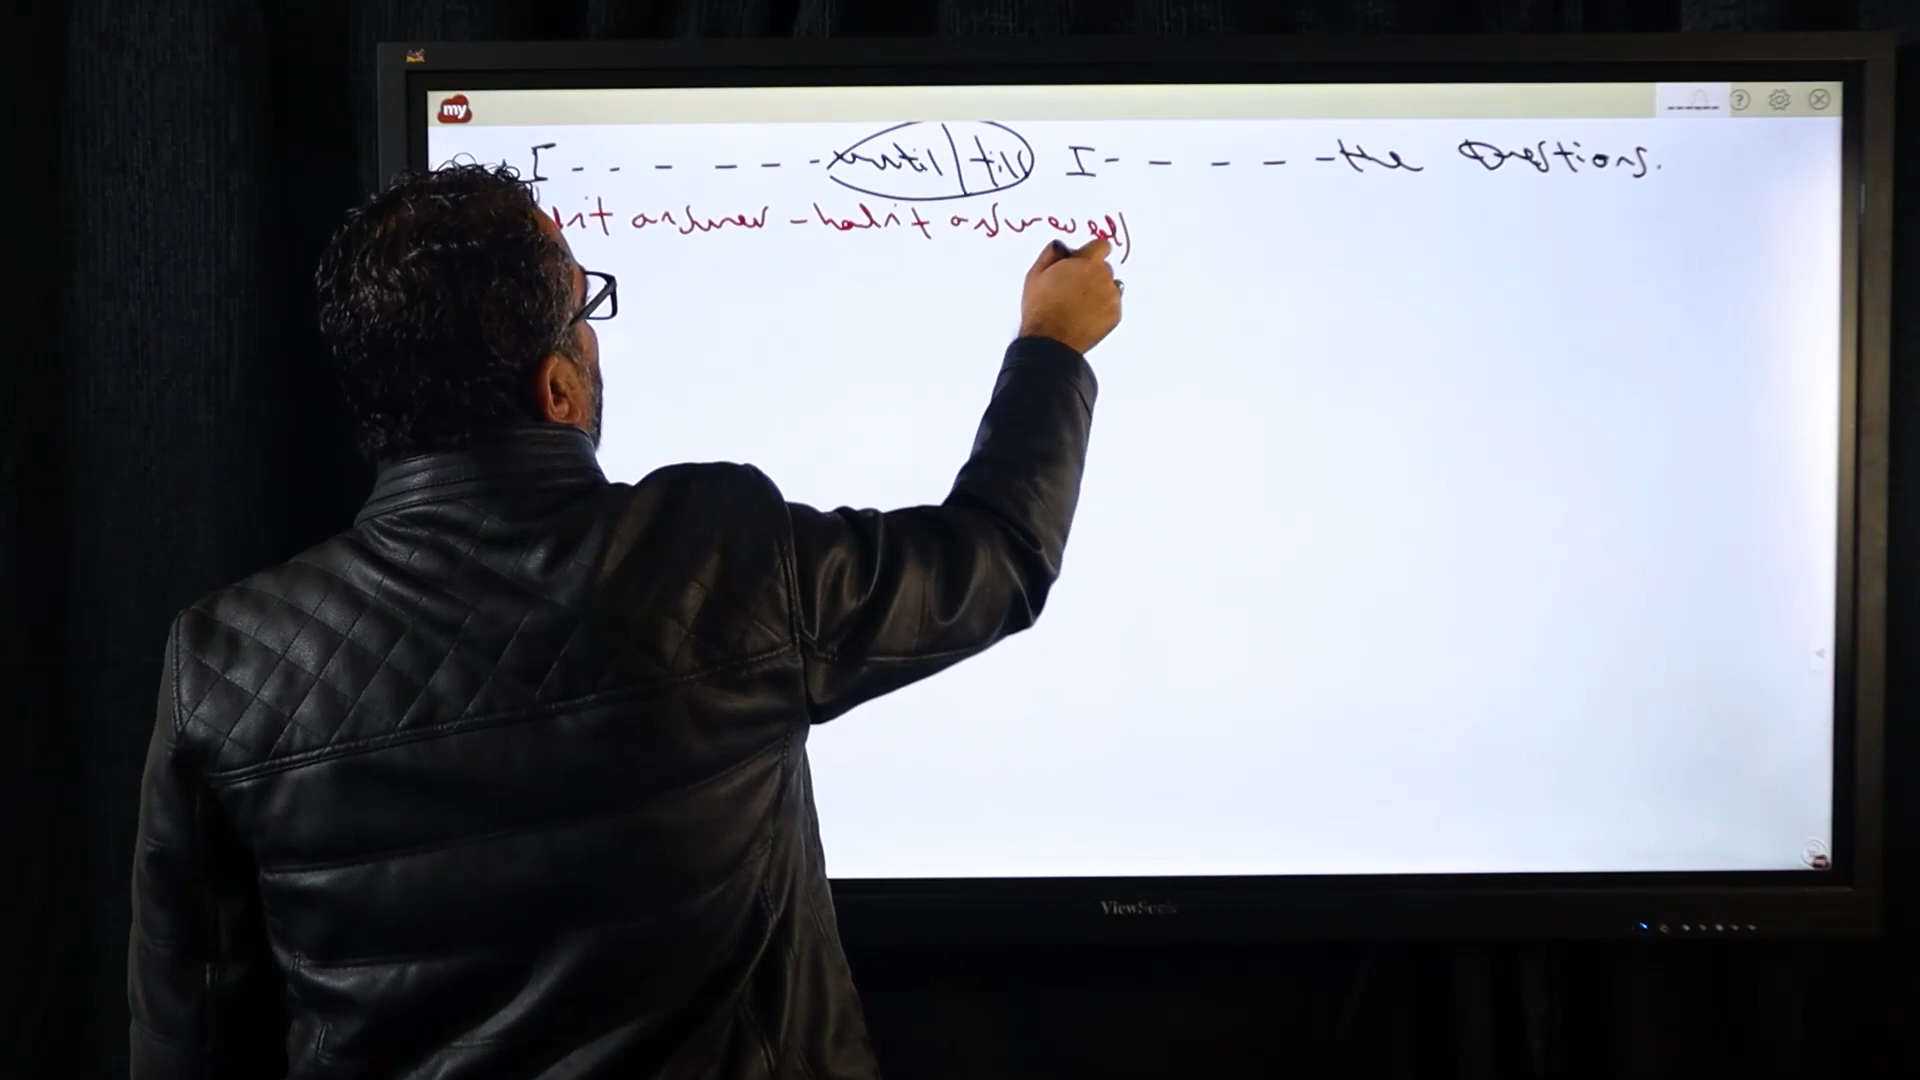 my ?
I - - - - - - - until | till I - - - - - the Questions.
answer - hadn't answered)
ViewSonic